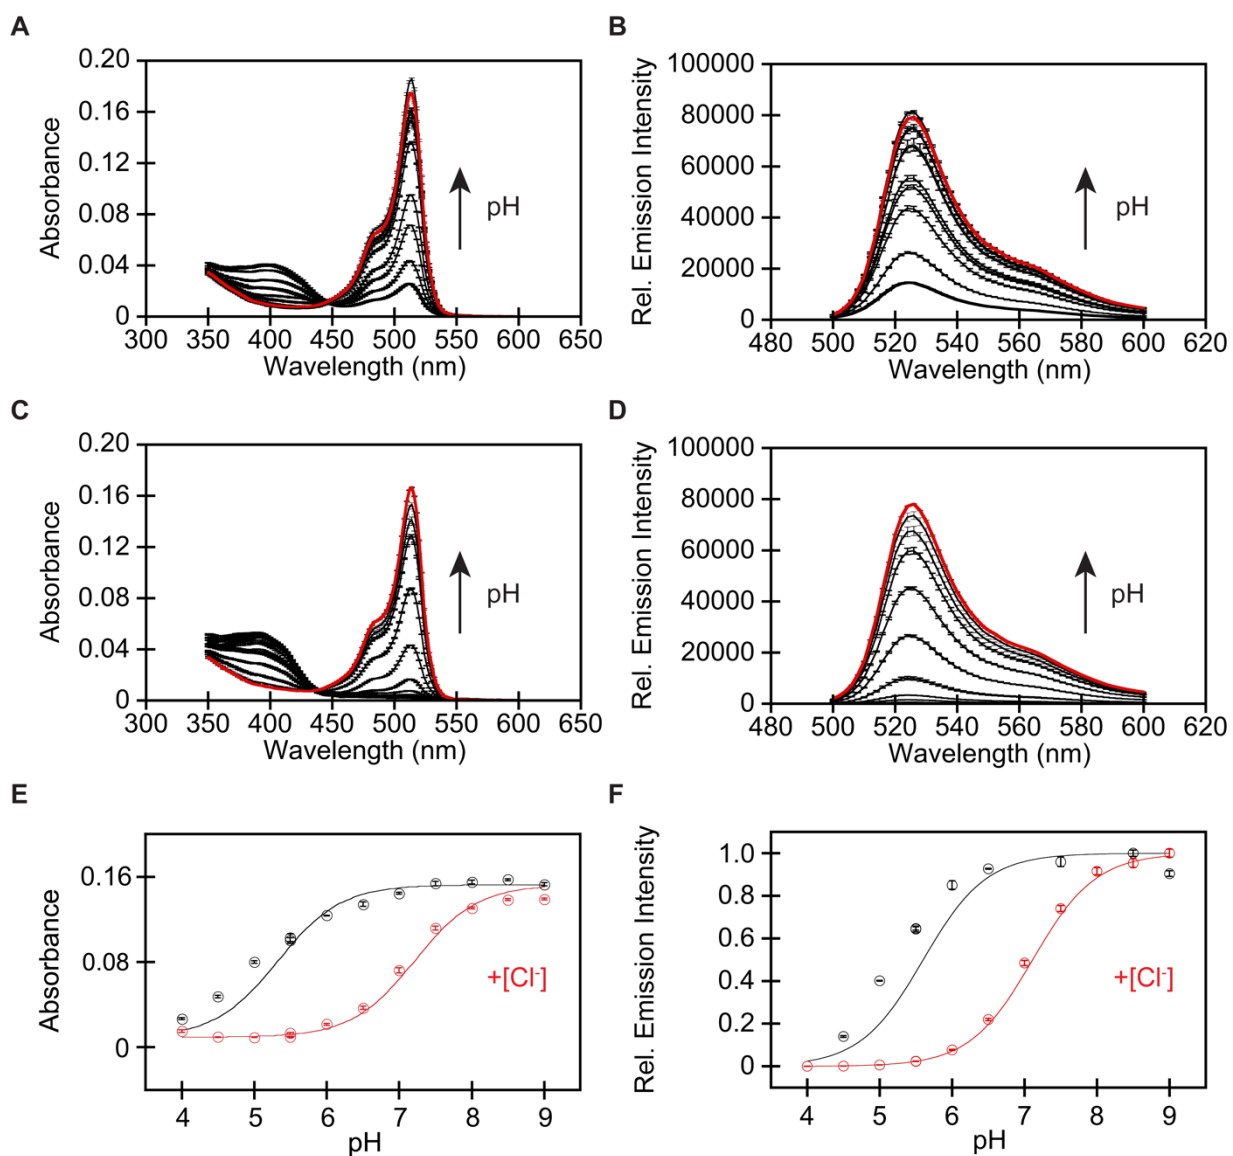 A
Absorbance
0.20
0.16
0.12
0.08
0.04
0
300 350 400 450 500 550 600 650
Wavelength (nm)
pH
B
Rel. Emission Intensity
100000
80000
60000
40000
20000
0
480 500 520 540 560 580 600 620
Wavelength (nm)
pH
C
Absorbance
0.20
0.16
0.12
0.08
0.04
0
300 350 400 450 500 550 600 650
Wavelength (nm)
pH
D
Rel. Emission Intensity
100000
80000
60000
40000
20000
0
480 500 520 540 560 580 600 620
Wavelength (nm)
pH
E
Absorbance
0.16
0.08
0
+[Cl⁻]
4 5 6 7 8 9
pH
F
Rel. Emission Intensity
1.0
0.8
0.6
0.4
0.2
0
+[Cl⁻]
4 5 6 7 8 9
pH